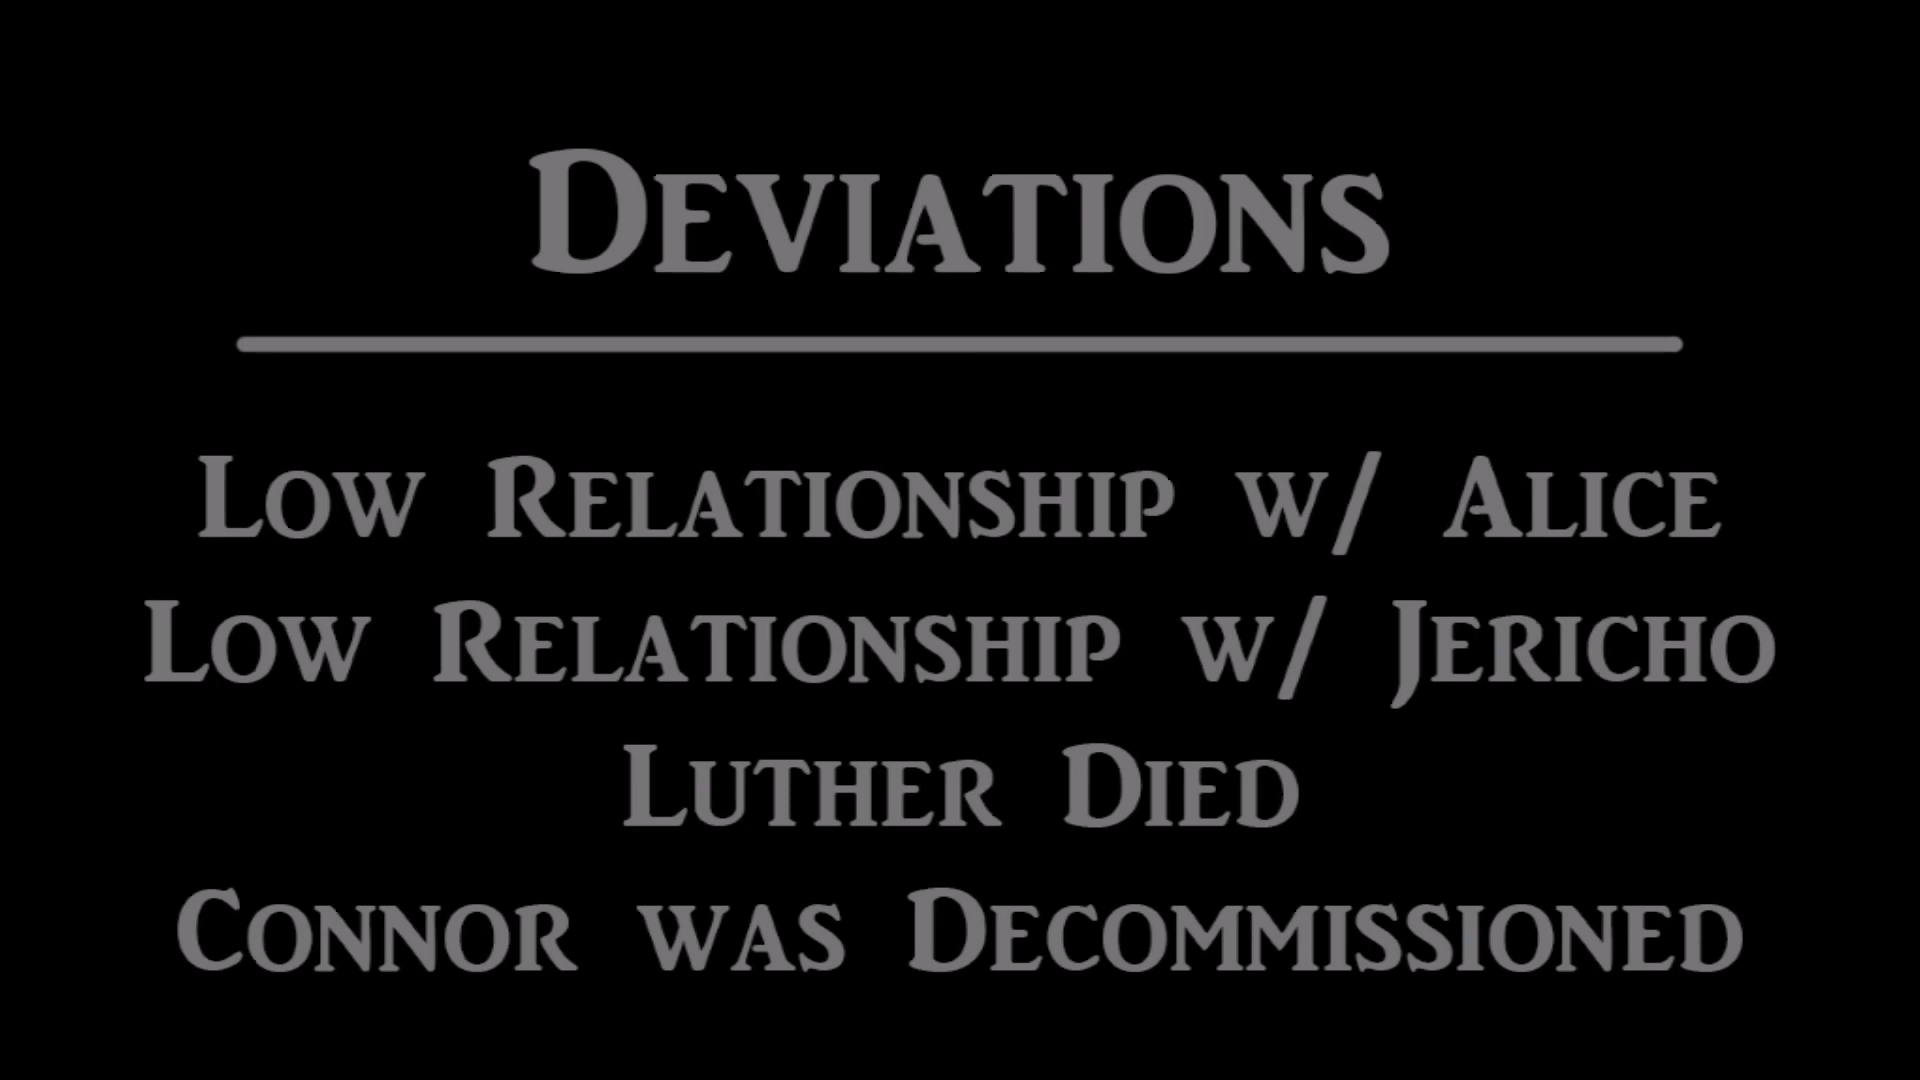 Deviations
Low Relationship w/ Alice
Low Relationship w/ Jericho
Luther Died
Connor was Decommissioned